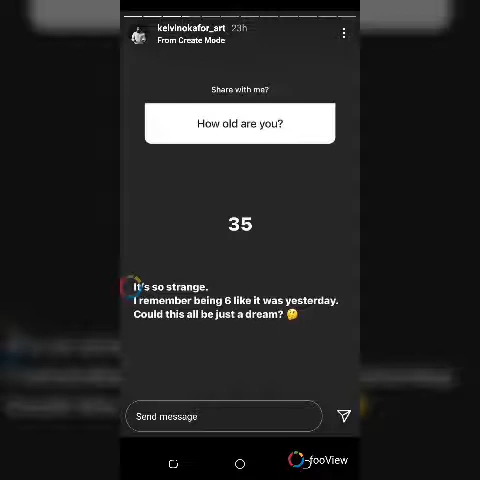 kelvinokafor_art 23h
From Create Mode
Share with me?
How old are you?
35
It's so strange.
I remember being 6 like it was yesterday.
Could this all be just a dream? 🤔
Send message
fooView